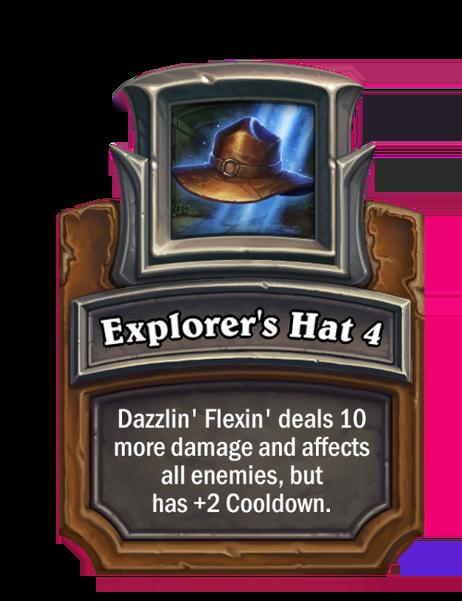 Explorer's Hat 4
Dazzlin' Flexin' deals 10
more damage and affects
all enemies, but
has +2 Cooldown.